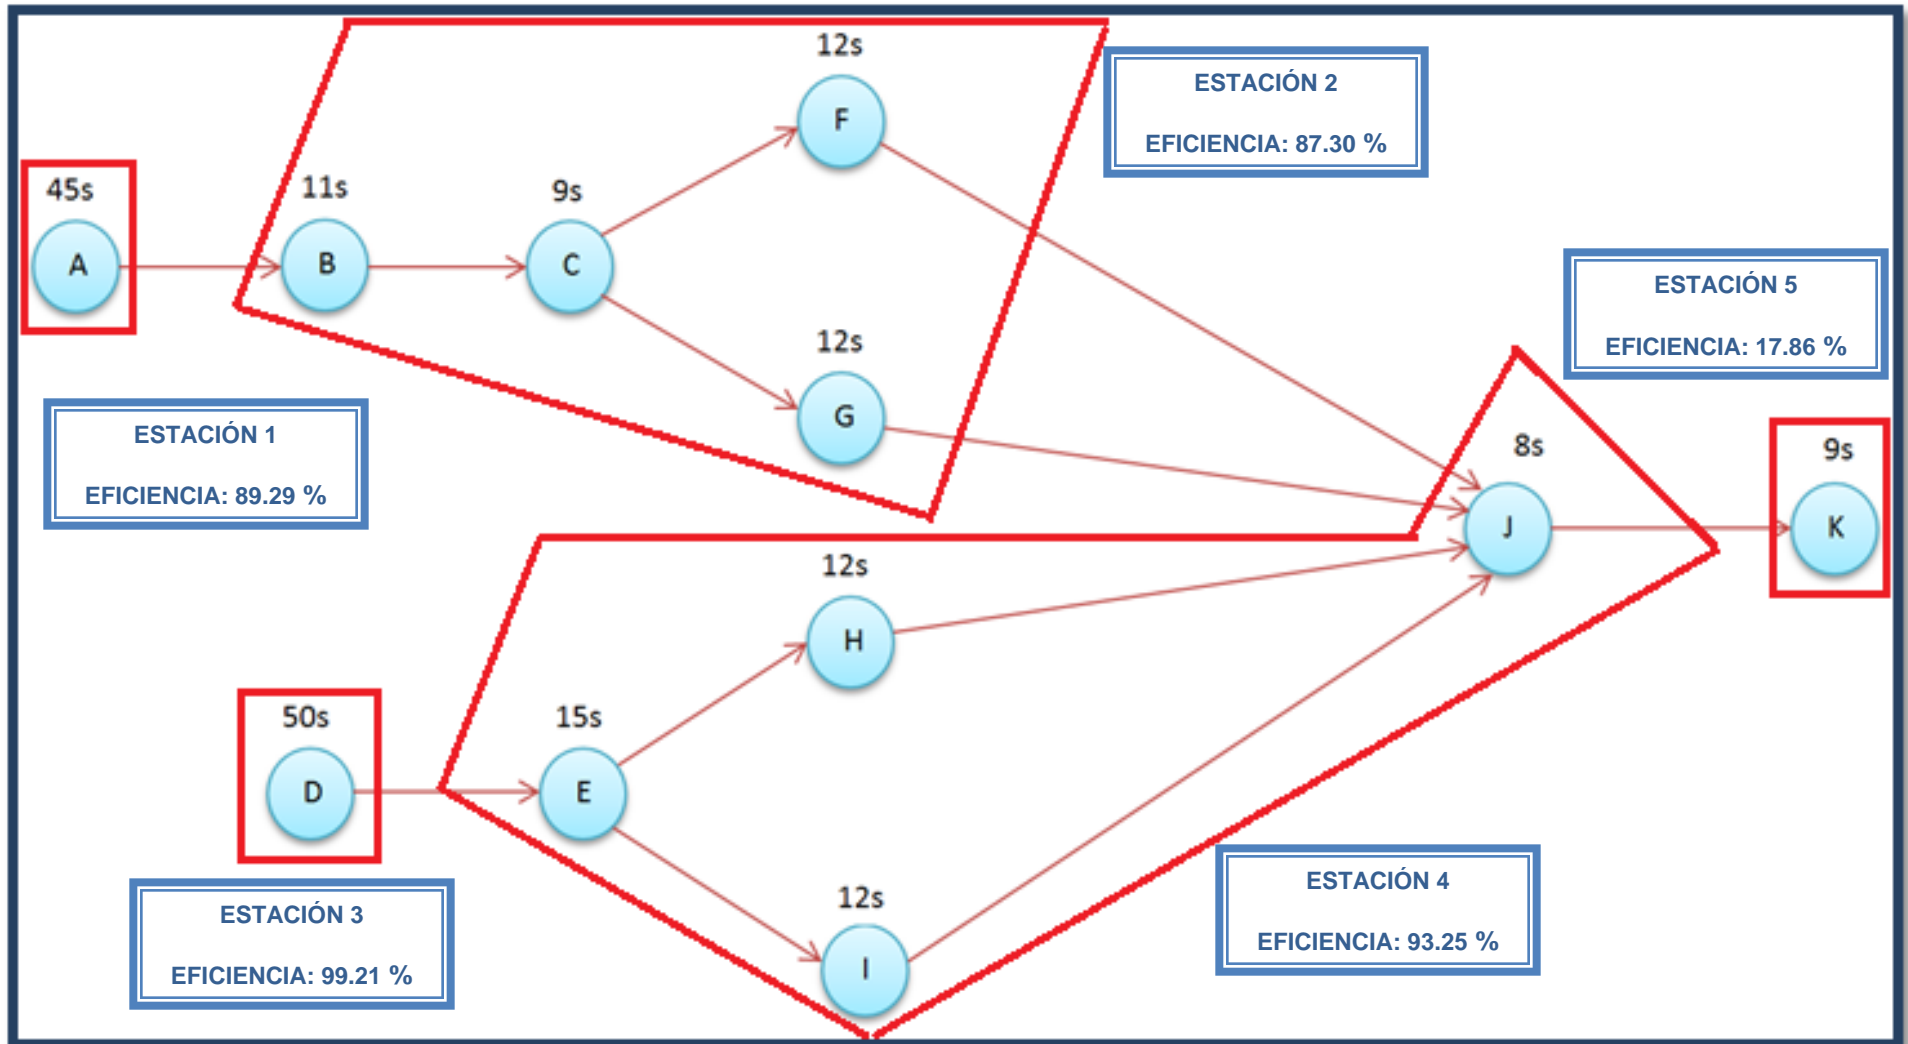 12s
F
ESTACIÓN 2
EFICIENCIA: 87.30 %
45s
A
11s
B
9s
C
12s
G
ESTACIÓN 1
EFICIENCIA: 89.29 %
ESTACIÓN 5
EFICIENCIA: 17.86 %
8s
J
9s
K
12s
H
50s
D
15s
E
12s
I
ESTACIÓN 3
EFICIENCIA: 99.21 %
ESTACIÓN 4
EFICIENCIA: 93.25 %